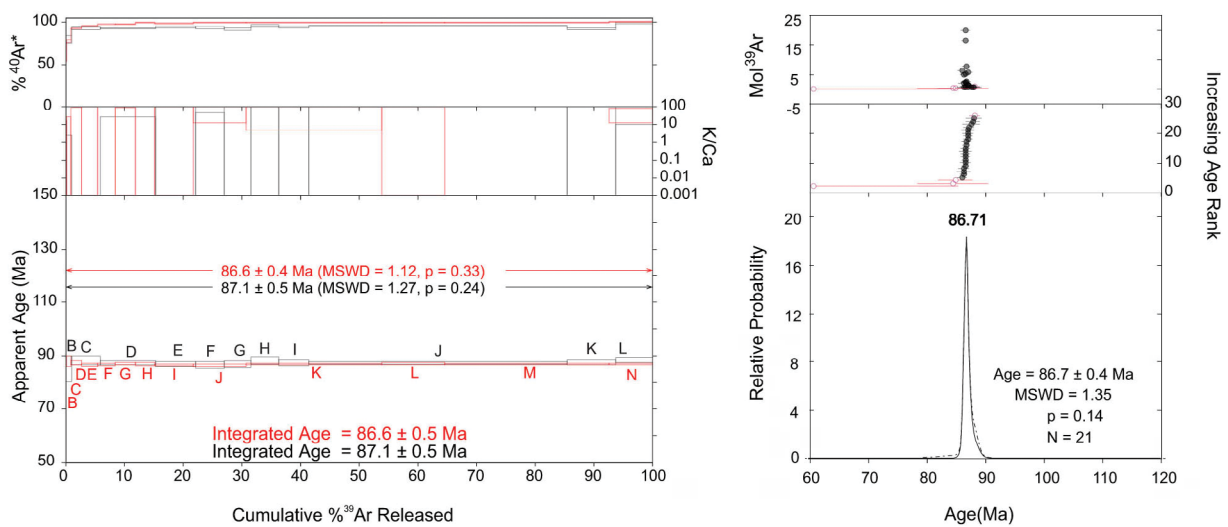 100
50
0
% 40Ar*
100
10
1
0.1
0.01
0.001
K/Ca
150
130
110
90
70
50
Apparent Age (Ma)
86.6 ± 0.4 Ma (MSWD = 1.12, p = 0.33)
87.1 ± 0.5 Ma (MSWD = 1.27, p = 0.24)
B C D E F G H I J K L
D E F G H I J K L M N
C
B
Integrated Age = 86.6 ± 0.5 Ma
Integrated Age = 87.1 ± 0.5 Ma
0 10 20 30 40 50 60 70 80 90 100
Cumulative %39Ar Released
25
15
5
-5
Mol39Ar
30
20
10
0
Increasing Age Rank
20
16
12
8
4
0
Relative Probability
86.71
Age = 86.7 ± 0.4 Ma
MSWD = 1.35
p = 0.14
N = 21
60 70 80 90 100 110 120
Age(Ma)